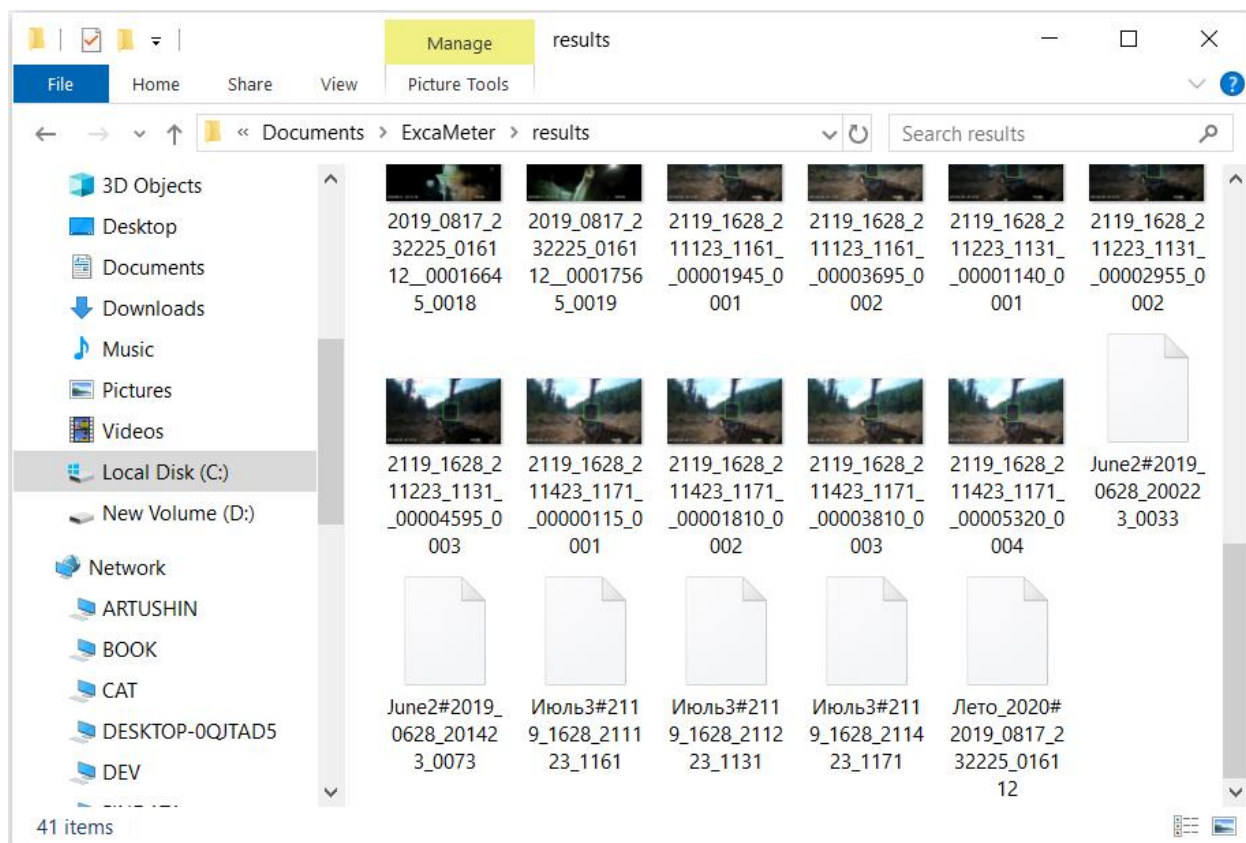 Manage
results
File
Home
Share
View
Picture Tools
« Documents > ExcaMeter > results
Search results
3D Objects
Desktop
Documents
Downloads
Music
Pictures
Videos
Local Disk (C:)
New Volume (D:)
Network
ARTUSHIN
BOOK
CAT
DESKTOP-0QJTAD5
DEV
2019_0817_2
32225_0161
12__0001664
5_0018
2019_0817_2
32225_0161
12__0001756
5_0019
2119_1628_2
11123_1161_
_00001945_0
001
2119_1628_2
11123_1161_
_00003695_0
002
2119_1628_2
11223_1131_
_00001140_0
001
2119_1628_2
11223_1131_
_00002955_0
002
2119_1628_2
11223_1131_
_00004595_0
003
2119_1628_2
11423_1171_
_00000115_0
001
2119_1628_2
11423_1171_
_00001810_0
002
2119_1628_2
11423_1171_
_00003810_0
003
2119_1628_2
11423_1171_
_00005320_0
004
June2#2019_
0628_20022
3_0033
June2#2019_
0628_20142
3_0073
Июль3#211
9_1628_2111
23_1161
Июль3#211
9_1628_2112
23_1131
Июль3#211
9_1628_2114
23_1171
Лето_2020#
2019_0817_2
32225_0161
12
41 items